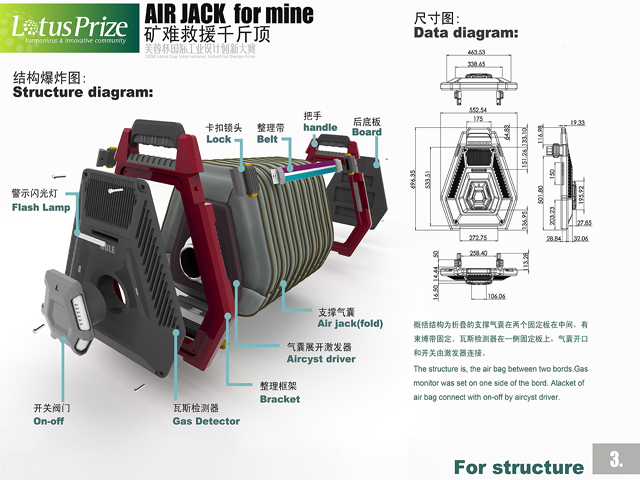 LotusPrize
harmonious & innovative community
AIR JACK for mine
矿难救援千斤顶
芙蓉杯国际工业设计创新大赛
2008 Lotus Cup International Industrial Design Prize
结构爆炸图:
Structure diagram:
尺寸图:
Data diagram:
463.53
338.65
552.54
175
64.83
133.10
151.26
696.35
533.51
136.95
272.75
19.33
116.98
150
501.80
195.92
203.23
27.85
28.84
32.06
50
258.40
113.28
14.44
16.50
106.06
卡扣锁头
Lock
整理带
Belt
把手
handle
后底板
Board
警示闪光灯
Flash Lamp
MULE
支撑气囊
Air jack(fold)
气囊展开激发器
Aircyst driver
整理框架
Bracket
开关阀门
On-off
瓦斯检测器
Gas Detector
概括结构为折叠的支撑气囊在两个固定板在中间，有
束缚带固定。瓦斯检测器在一侧固定板上，气囊开口
和开关由激发器连接。
The structure is, the air bag between two bords.Gas
monitor was set on one side of the bord. Alacket of
air bag connect with on-off by aircyst driver.
For structure
3.